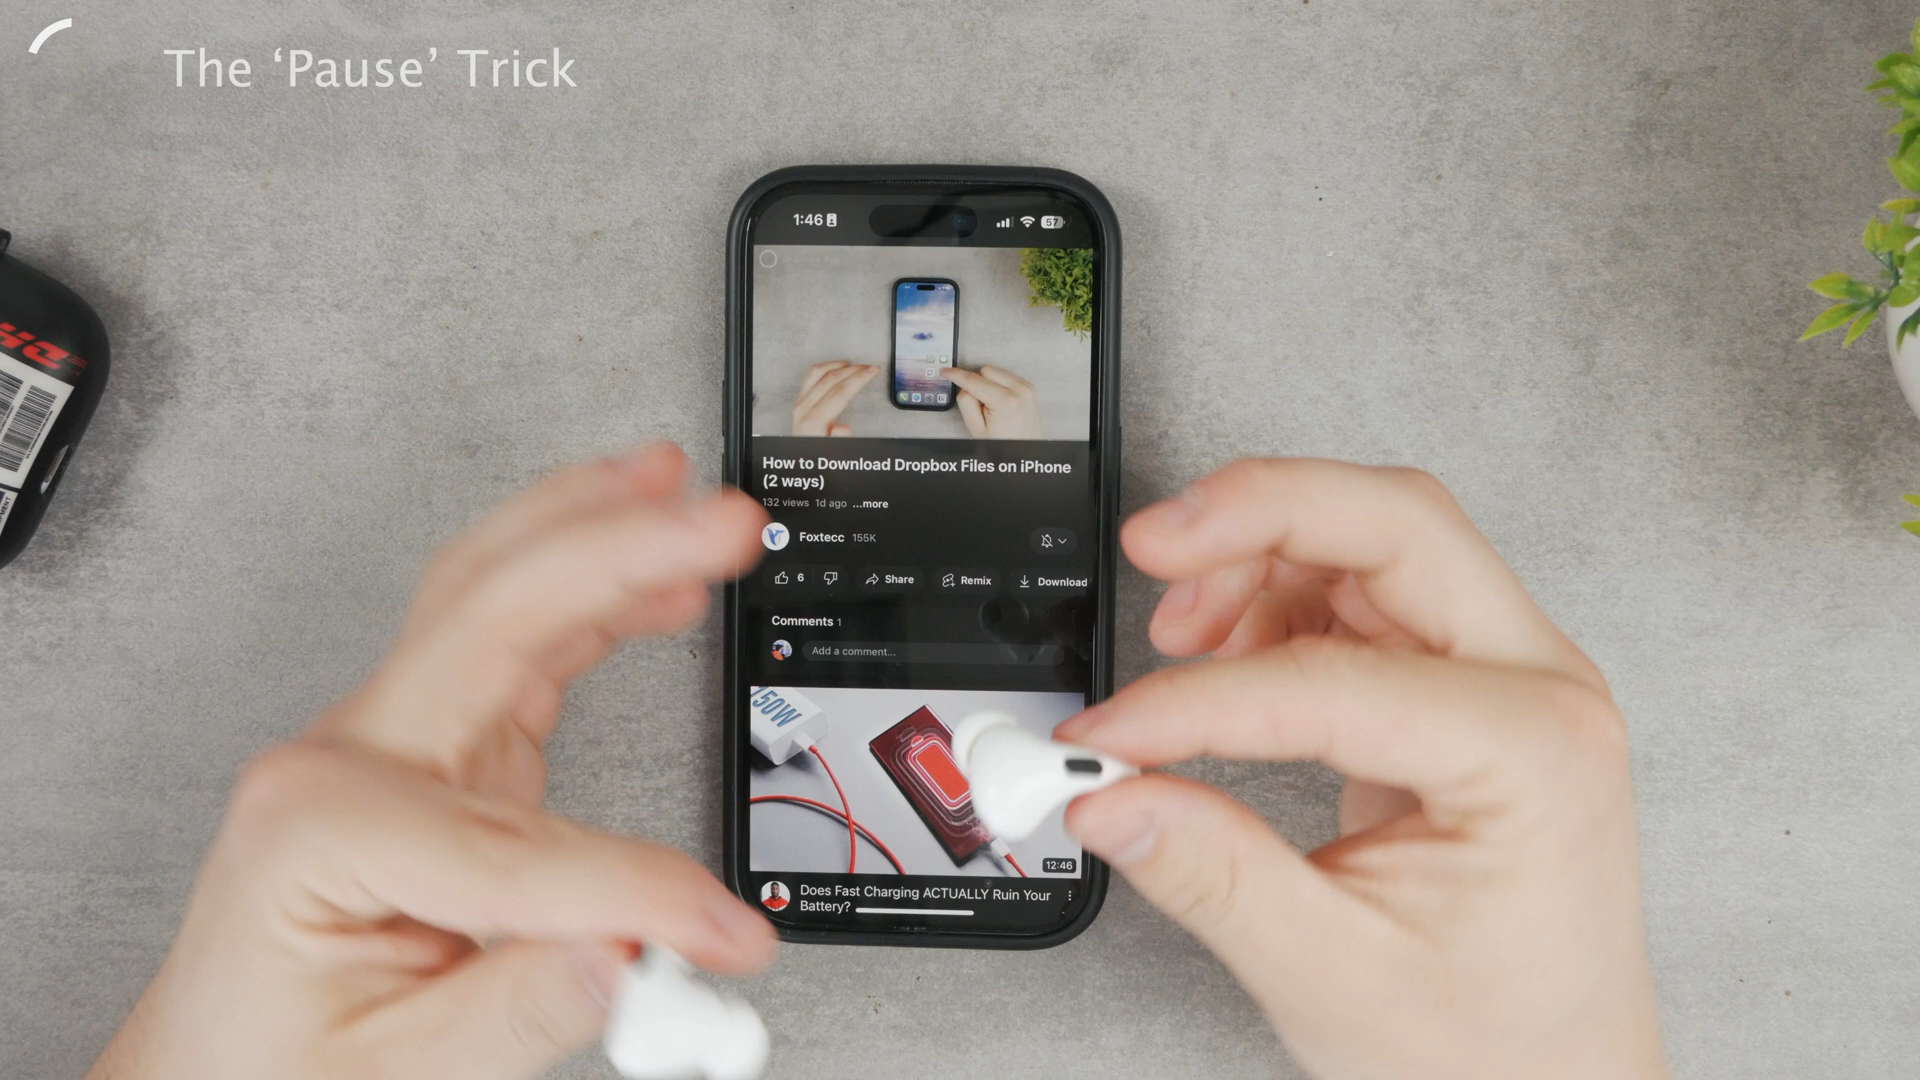 The ‘Pause’ Trick
1:46
57
How to Download Dropbox Files on iPhone
(2 ways)
132 views 1d ago ...more
Foxtecc 155K
6 Share Remix Download
Comments 1
Add a comment...
150W
12:46
Does Fast Charging ACTUALLY Ruin Your
Battery?